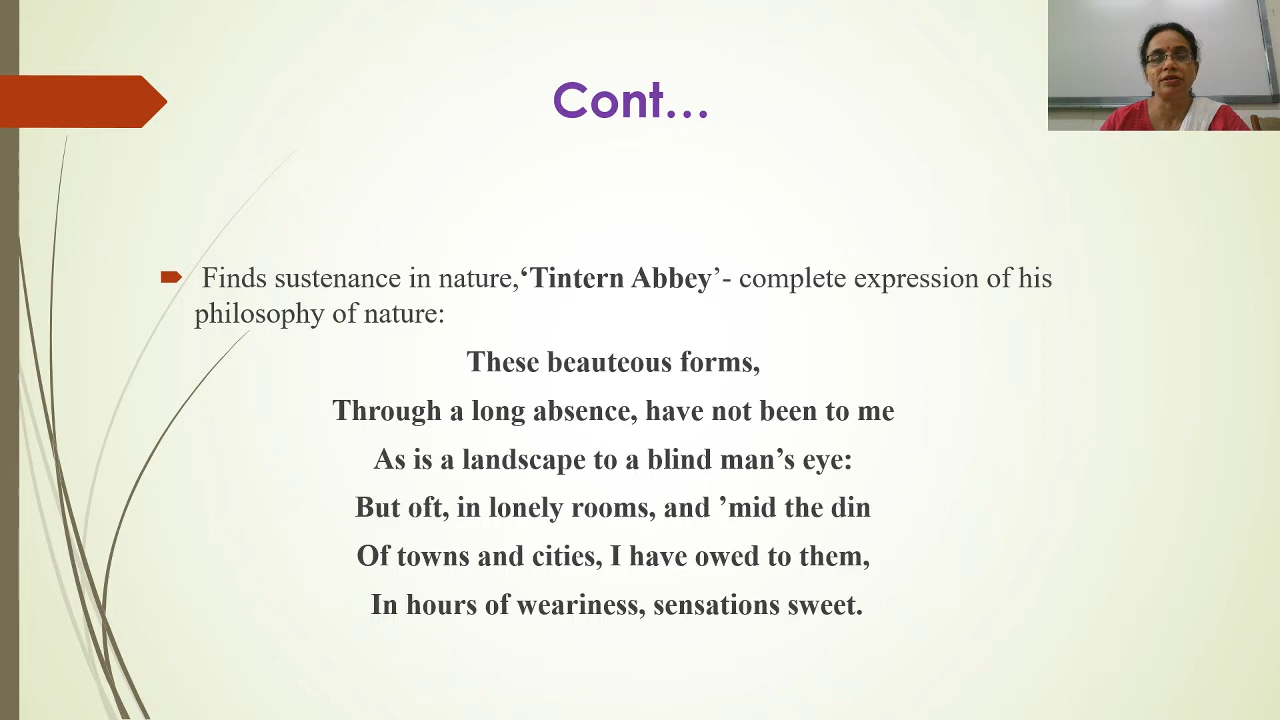 Cont…
Finds sustenance in nature,‘Tintern Abbey’- complete expression of his
philosophy of nature:
These beauteous forms,
Through a long absence, have not been to me
As is a landscape to a blind man’s eye:
But oft, in lonely rooms, and ’mid the din
Of towns and cities, I have owed to them,
In hours of weariness, sensations sweet.